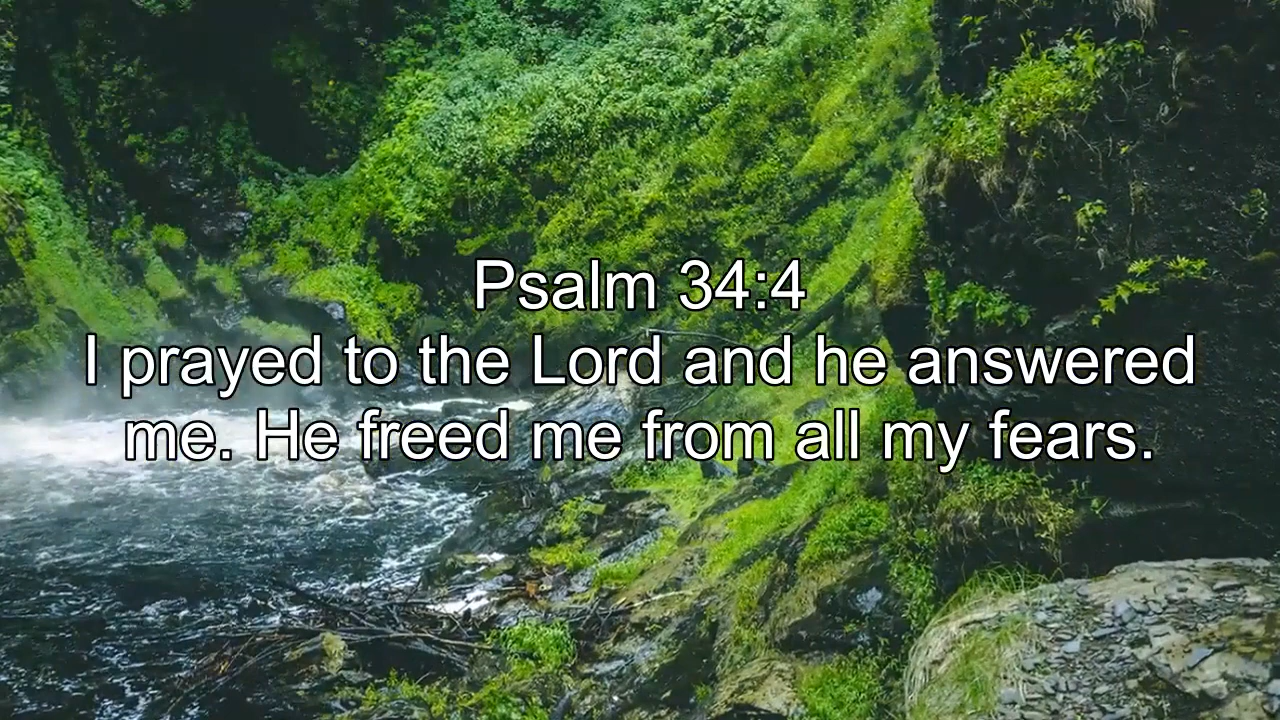 Psalm 34:4
I prayed to the Lord and he answered
me. He freed me from all my fears.